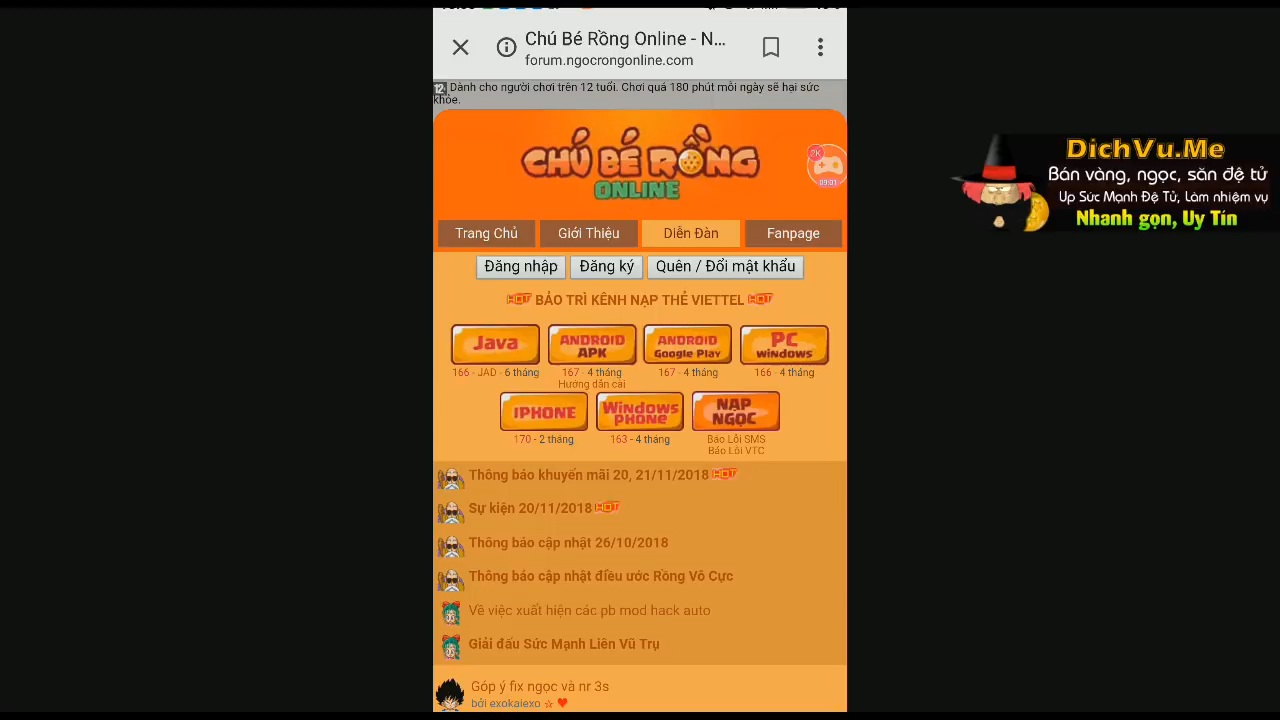 Chú Bé Rồng Online - N...
forum.ngocrongonline.com
12 Dành cho người chơi trên 12 tuổi. Chơi quá 180 phút mỗi ngày sẽ hại sức
khỏe.
CHÚ BÉ RỒNG
ONLINE
2K
09:01
DichVu.Me
Bán vàng, ngọc, săn đệ tử
Up Sức Mạnh Đệ Tử, Làm nhiệm vụ
Nhanh gọn, Uy Tín
Trang Chủ Giới Thiệu Diễn Đàn Fanpage
Đăng nhập Đăng ký Quên / Đổi mật khẩu
HOT BẢO TRÌ KÊNH NẠP THẺ VIETTEL HOT
Java ANDROID APK ANDROID Google Play PC WINDOWS
166 - JAD - 6 tháng 167 - 4 tháng 167 - 4 tháng 166 - 4 tháng
Hướng dẫn cài
IPHONE WINDOWS PHONE NẠP NGỌC
170 - 2 tháng 163 - 4 tháng Báo Lỗi SMS
Báo Lỗi VTC
Thông báo khuyến mãi 20, 21/11/2018 HOT
Sự kiện 20/11/2018 HOT
Thông báo cập nhật 26/10/2018
Thông báo cập nhật điều ước Rồng Vô Cực
Về việc xuất hiện các pb mod hack auto
Giải đấu Sức Mạnh Liên Vũ Trụ
Góp ý fix ngọc và nr 3s
bởi exokaiexo